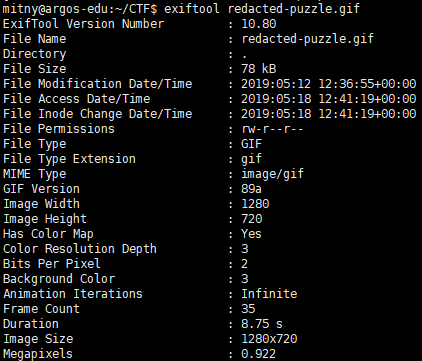 mitny@argos-edu:~/CTF$ exiftool redacted-puzzle.gif
ExifTool Version Number : 10.80
File Name : redacted-puzzle.gif
Directory : .
File Size : 78 kB
File Modification Date/Time : 2019:05:12 12:36:55+00:00
File Access Date/Time : 2019:05:18 12:41:19+00:00
File Inode Change Date/Time : 2019:05:18 12:41:19+00:00
File Permissions : rw-r--r--
File Type : GIF
File Type Extension : gif
MIME Type : image/gif
GIF Version : 89a
Image Width : 1280
Image Height : 720
Has Color Map : Yes
Color Resolution Depth : 3
Bits Per Pixel : 2
Background Color : 3
Animation Iterations : Infinite
Frame Count : 35
Duration : 8.75 s
Image Size : 1280x720
Megapixels : 0.922